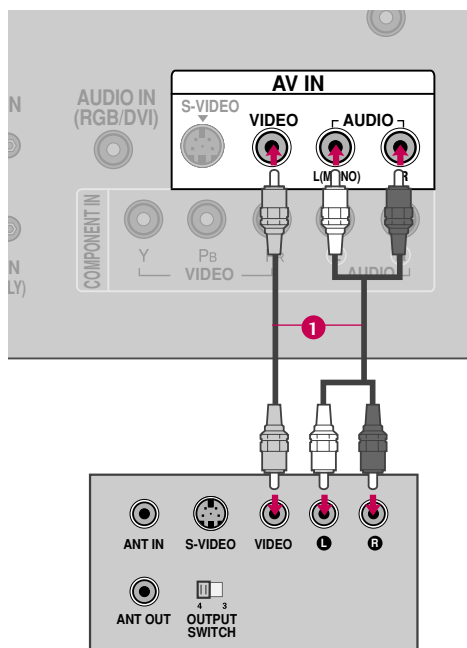 AV IN
N
AUDIO IN
(RGB/DVI)
S-VIDEO
VIDEO
AUDIO
L(MONO)
R
COMPONENT IN
Y
PB
PR
VIDEO
AUDIO
N
LY)
1
ANT IN
S-VIDEO
VIDEO
L
R
ANT OUT
4 3
OUTPUT
SWITCH